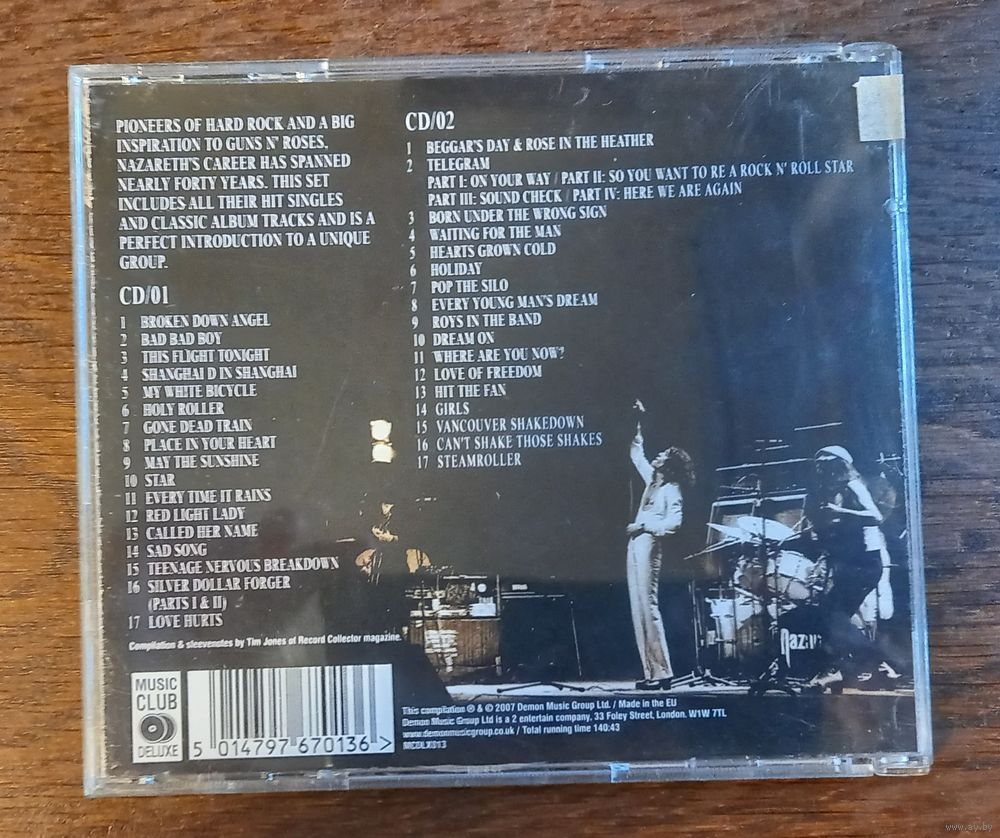 PIONEERS OF HARD ROCK AND A BIG
INSPIRATION TO GUNS N' ROSES,
NAZARETH'S CAREER HAS SPANNED
NEARLY FORTY YEARS. THIS SET
INCLUDES ALL THEIR HIT SINGLES
AND CLASSIC ALBUM TRACKS AND IS A
PERFECT INTRODUCTION TO A UNIQUE
GROUP.
CD/01
1 BROKEN DOWN ANGEL
2 BAD BAD BOY
3 THIS FLIGHT TONIGHT
4 SHANGHAI D IN SHANGHAI
5 MY WHITE BICYCLE
6 HOLY ROLLER
7 GONE DEAD TRAIN
8 PLACE IN YOUR HEART
9 MAY THE SUNSHINE
10 STAR
11 EVERY TIME IT RAINS
12 RED LIGHT LADY
13 CALLED HER NAME
14 SAD SONG
15 TEENAGE NERVOUS BREAKDOWN
16 SILVER DOLLAR FORGER
(PARTS I & II)
17 LOVE HURTS
Compilation & sleevenotes by Tim Jones of Record Collector magazine.
CD/02
1 BEGGAR'S DAY & ROSE IN THE HEATHER
2 TELEGRAM
PART I: ON YOUR WAY / PART II: SO YOU WANT TO BE A ROCK N' ROLL STAR
PART III: SOUND CHECK / PART IV: HERE WE ARE AGAIN
3 BORN UNDER THE WRONG SIGN
4 WAITING FOR THE MAN
5 HEARTS GROWN COLD
6 HOLIDAY
7 POP THE SILO
8 EVERY YOUNG MAN'S DREAM
9 BOYS IN THE BAND
10 DREAM ON
11 WHERE ARE YOU NOW?
12 LOVE OF FREEDOM
13 HIT THE FAN
14 GIRLS
15 VANCOUVER SHAKEDOWN
16 CAN'T SHAKE THOSE SHAKES
17 STEAMROLLER
MUSIC
CLUB
DELUXE
5 014797 670136 >
This compilation ℗ & © 2007 Demon Music Group Ltd. / Made in the EU
Demon Music Group Ltd is a 2 entertain company, 33 Foley Street, London. W1W 7TL
www.demonmusicgroup.co.uk / Total running time 140:43
MCDLX013
www.ay.by